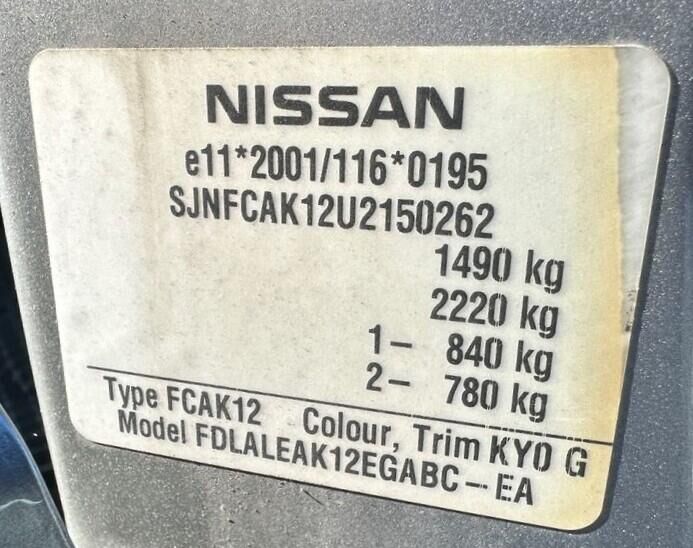 NISSAN
e11*2001/116*0195
SJNFCAK12U2150262
1490 kg
2220 kg
1- 840 kg
2- 780 kg
Type FCAK12 Colour, Trim KY0 G
Model FDLALEAK12EGABC-EA